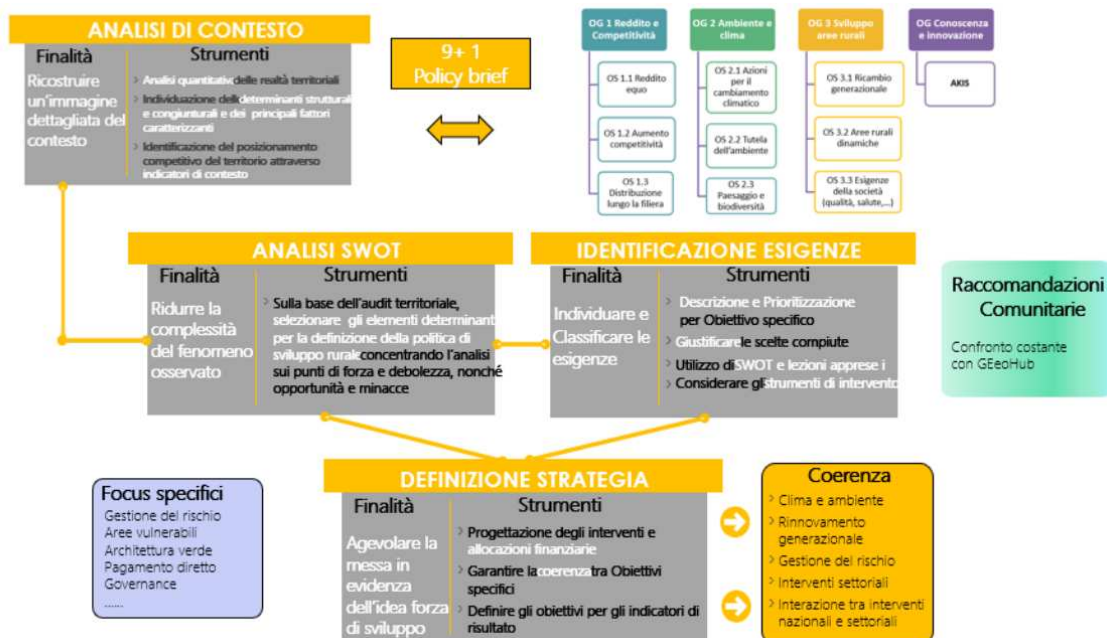 ANALISI DI CONTESTO
Finalità
Ricostruire
un'immagine
dettagliata del
contesto
Strumenti
> Analisi quantitativa delle realtà territoriali
> Individuazione delle determinanti strutturali
e congiunturali e dei principali fattori
caratterizzanti
> Identificazione del posizionamento
competitivo del territorio attraverso
indicatori di contesto
9+ 1
Policy brief
OG 1 Reddito e
Competitività
OS 1.1 Reddito
equo
OS 1.2 Aumento
competitività
OS 1.3
Distribuzione
lungo la filiera
OG 2 Ambiente e
clima
OS 2.1 Azioni
per il
cambiamento
climatico
OS 2.2 Tutela
dell'ambiente
OS 2.3
Paesaggio e
biodiversità
OG 3 Sviluppo
aree rurali
OS 3.1 Ricambio
generazionale
OS 3.2 Aree rurali
dinamiche
OS 3.3 Esigenze
della società
(qualità, salute,...)
OG Conoscenza
e innovazione
AKIS
ANALISI SWOT
Finalità
Ridurre la
complessità
del fenomeno
osservato
Strumenti
> Sulla base dell'audit territoriale,
selezionare gli elementi determinant
per la definizione della politica di
sviluppo rurale concentrando l'analisi
sui punti di forza e debolezza, nonché
opportunità e minacce
IDENTIFICAZIONE ESIGENZE
Finalità
Individuare e
Classificare le
esigenze
Strumenti
> Descrizione e Prioritizzazione
per Obiettivo specifico
> Giustificare le scelte compiute
> Utilizzo di SWOT e lezioni apprese i
> Considerare gli strumenti di intervento
Raccomandazioni
Comunitarie
Confronto costante
con GEeoHub
Focus specifici
Gestione del rischio
Aree vulnerabili
Architettura verde
Pagamento diretto
Governance
......
DEFINIZIONE STRATEGIA
Finalità
Agevolare la
messa in
evidenza
dell'idea forza
di sviluppo
Strumenti
> Progettazione degli interventi e
allocazioni finanziarie
> Garantire la coerenza tra Obiettivi
specifici
> Definire gli obiettivi per gli indicatori di
risultato
Coerenza
> Clima e ambiente
> Rinnovamento
generazionale
> Gestione del rischio
> Interventi settoriali
> Interazione tra interventi
nazionali e settoriali